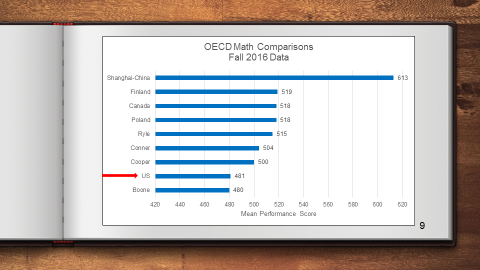 OECD Math Comparisons
Fall 2016 Data
Shanghai-China 613
Finland 519
Canada 518
Poland 518
Ryle 515
Conner 504
Cooper 500
US 481
Boone 480
420 440 460 480 500 520 540 560 580 600 620
Mean Performance Score
9